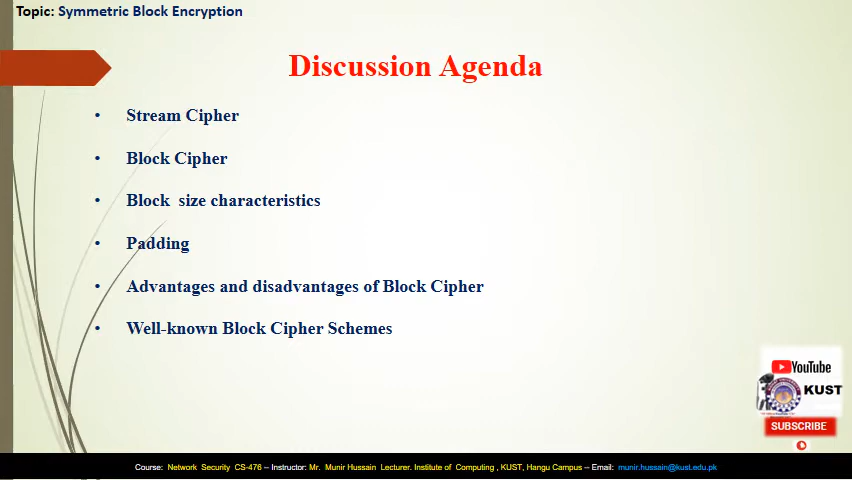 Topic: Symmetric Block Encryption
Discussion Agenda
• Stream Cipher
• Block Cipher
• Block size characteristics
• Padding
• Advantages and disadvantages of Block Cipher
• Well-known Block Cipher Schemes
YouTube
KUST
SUBSCRIBE
Course: Network Security CS-476 – Instructor: Mr. Munir Hussain Lecturer. Institute of Computing , KUST, Hangu Campus – Email: munir.hussain@kust.edu.pk